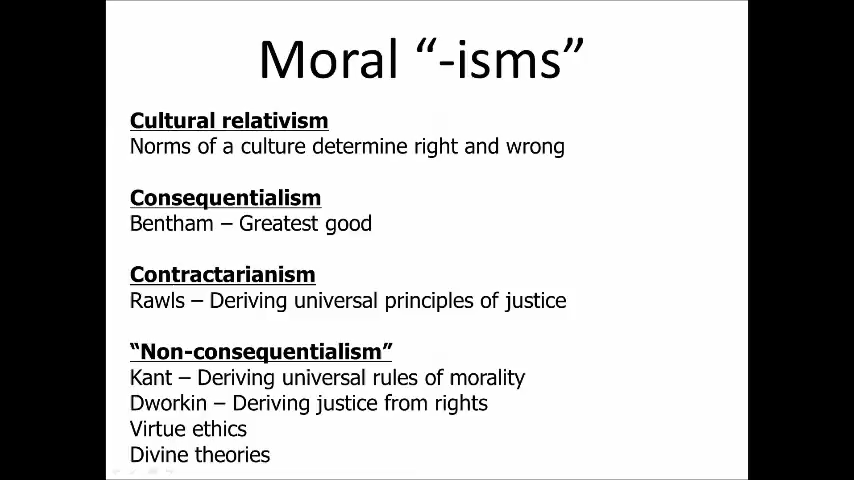 Moral “-isms”
Cultural relativism
Norms of a culture determine right and wrong
Consequentialism
Bentham – Greatest good
Contractarianism
Rawls – Deriving universal principles of justice
“Non-consequentialism”
Kant – Deriving universal rules of morality
Dworkin – Deriving justice from rights
Virtue ethics
Divine theories